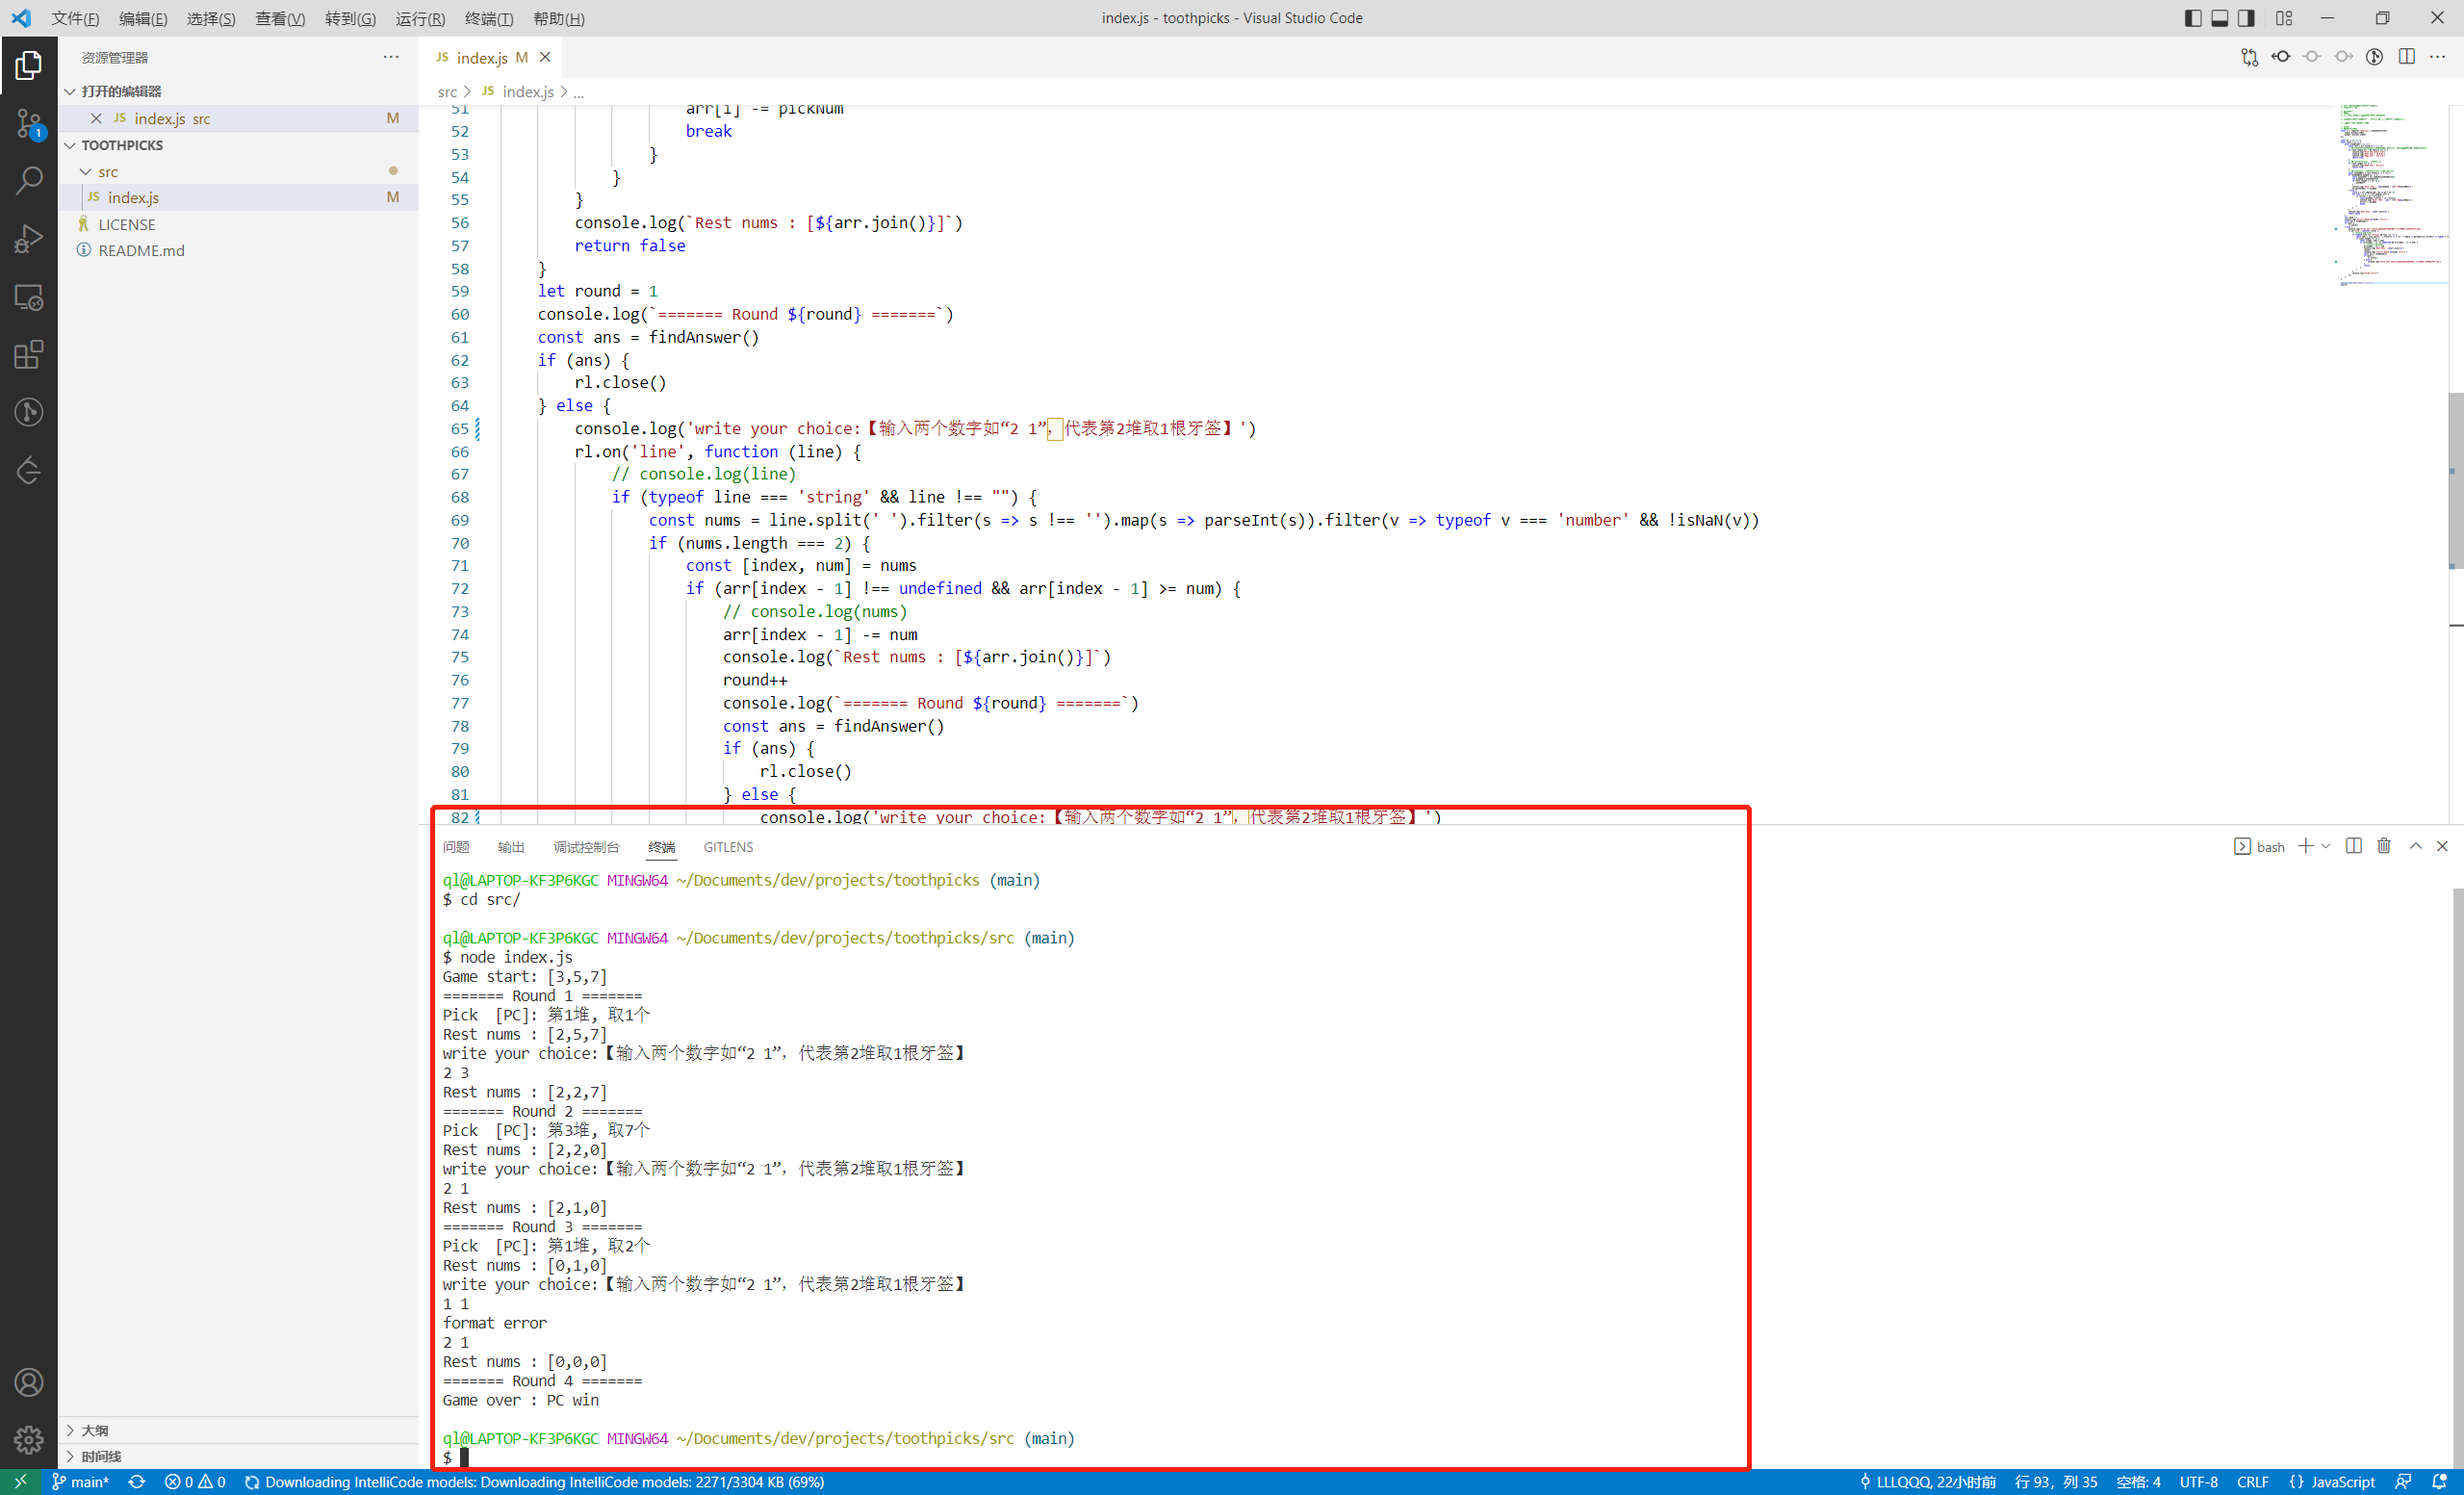 文件(F) 编辑(E) 选择(S) 查看(V) 转到(G) 运行(R) 终端(T) 帮助(H)
index.js - toothpicks - Visual Studio Code
资源管理器
打开的编辑器
JS index.js src M
TOOTHPICKS
src
JS index.js M
LICENSE
README.md
大纲
时间线
1
JS index.js M
src > JS index.js > ...
51 arr[i] -= pickNum
52 break
53 }
54 }
55 }
56 console.log(`Rest nums : [${arr.join()}]`)
57 return false
58 }
59 let round = 1
60 console.log(`======= Round ${round} =======`)
61 const ans = findAnswer()
62 if (ans) {
63 rl.close()
64 } else {
65 console.log('write your choice:【输入两个数字如“2 1”，代表第2堆取1根牙签】')
66 rl.on('line', function (line) {
67 // console.log(line)
68 if (typeof line === 'string' && line !== "") {
69 const nums = line.split(' ').filter(s => s !== '').map(s => parseInt(s)).filter(v => typeof v === 'number' && !isNaN(v))
70 if (nums.length === 2) {
71 const [index, num] = nums
72 if (arr[index - 1] !== undefined && arr[index - 1] >= num) {
73 // console.log(nums)
74 arr[index - 1] -= num
75 console.log(`Rest nums : [${arr.join()}]`)
76 round++
77 console.log(`======= Round ${round} =======`)
78 const ans = findAnswer()
79 if (ans) {
80 rl.close()
81 } else {
82 console.log('write your choice:【输入两个数字如“2 1”，代表第2堆取1根牙签】')
问题 输出 调试控制台 终端 GITLENS
bash
ql@LAPTOP-KF3P6KGC MINGW64 ~/Documents/dev/projects/toothpicks (main)
$ cd src/
ql@LAPTOP-KF3P6KGC MINGW64 ~/Documents/dev/projects/toothpicks/src (main)
$ node index.js
Game start: [3,5,7]
======= Round 1 =======
Pick [PC]: 第1堆, 取1个
Rest nums : [2,5,7]
write your choice:【输入两个数字如“2 1”，代表第2堆取1根牙签】
2 3
Rest nums : [2,2,7]
======= Round 2 =======
Pick [PC]: 第3堆, 取7个
Rest nums : [2,2,0]
write your choice:【输入两个数字如“2 1”，代表第2堆取1根牙签】
2 1
Rest nums : [2,1,0]
======= Round 3 =======
Pick [PC]: 第1堆, 取2个
Rest nums : [0,1,0]
write your choice:【输入两个数字如“2 1”，代表第2堆取1根牙签】
1 1
format error
2 1
Rest nums : [0,0,0]
======= Round 4 =======
Game over : PC win
ql@LAPTOP-KF3P6KGC MINGW64 ~/Documents/dev/projects/toothpicks/src (main)
$
main* 0 0 Downloading IntelliCode models: Downloading IntelliCode models: 2271/3304 KB (69%)
LLLQQQ, 22小时前 行 93，列 35 空格: 4 UTF-8 CRLF {} JavaScript